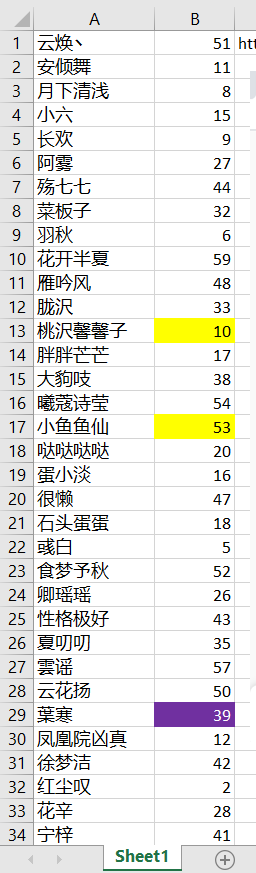 A B
1 云焕丶 51 htt
2 安倾舞 11
3 月下清浅 8
4 小六 15
5 长欢 9
6 阿雾 27
7 殇七七 44
8 菜板子 32
9 羽秋 6
10 花开半夏 59
11 雁吟风 48
12 胧沢 33
13 桃沢馨馨子 10
14 胖胖芒芒 17
15 大豿吱 38
16 曦蔻诗莹 54
17 小鱼鱼仙 53
18 哒哒哒哒 20
19 蛋小淡 16
20 很懒 47
21 石头蛋蛋 18
22 彧白 5
23 食梦予秋 52
24 卿瑶瑶 26
25 性格极好 43
26 夏叨叨 35
27 雲谣 57
28 云花扬 50
29 葉寒 39
30 凤凰院凶真 12
31 徐梦洁 42
32 红尘叹 2
33 花辛 28
34 宁梓 41
Sheet1